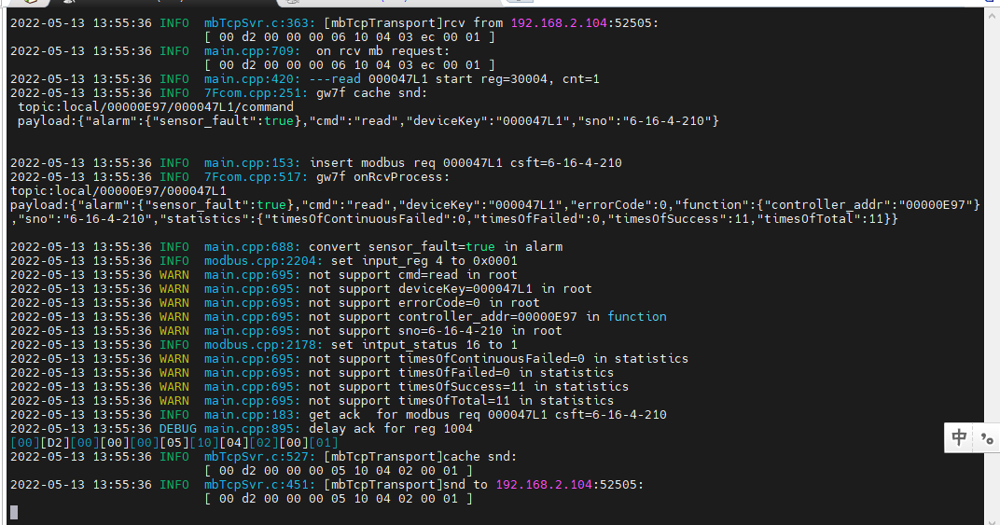 2022-05-13 13:55:36 INFO  mbTcpSvr.c:363: [mbTcpTransport]rcv from 192.168.2.104:52505:
[ 00 d2 00 00 00 06 10 04 03 ec 00 01 ]
2022-05-13 13:55:36 INFO  main.cpp:709:  on rcv mb request:
[ 00 d2 00 00 00 06 10 04 03 ec 00 01 ]
2022-05-13 13:55:36 INFO  main.cpp:420: ---read 000047L1 start reg=30004, cnt=1
2022-05-13 13:55:36 INFO  7Fcom.cpp:251: gw7f cache snd:
topic:local/00000E97/000047L1/command
payload:{"alarm":{"sensor_fault":true},"cmd":"read","deviceKey":"000047L1","sno":"6-16-4-210"}
2022-05-13 13:55:36 INFO  main.cpp:153: insert modbus req 000047L1 csft=6-16-4-210
2022-05-13 13:55:36 INFO  7Fcom.cpp:517: gw7f onRcvProcess:
topic:local/00000E97/000047L1
payload:{"alarm":{"sensor_fault":true},"cmd":"read","deviceKey":"000047L1","errorCode":0,"function":{"controller_addr":"00000E97"}
,"sno":"6-16-4-210","statistics":{"timesOfContinuousFailed":0,"timesOfFailed":0,"timesOfSuccess":11,"timesOfTotal":11}}
2022-05-13 13:55:36 INFO  main.cpp:688: convert sensor_fault=true in alarm
2022-05-13 13:55:36 INFO  modbus.cpp:2204: set input_reg 4 to 0x0001
2022-05-13 13:55:36 WARN  main.cpp:695: not support cmd=read in root
2022-05-13 13:55:36 WARN  main.cpp:695: not support deviceKey=000047L1 in root
2022-05-13 13:55:36 WARN  main.cpp:695: not support errorCode=0 in root
2022-05-13 13:55:36 WARN  main.cpp:695: not support controller_addr=00000E97 in function
2022-05-13 13:55:36 WARN  main.cpp:695: not support sno=6-16-4-210 in root
2022-05-13 13:55:36 INFO  modbus.cpp:2178: set intput_status 16 to 1
2022-05-13 13:55:36 WARN  main.cpp:695: not support timesOfContinuousFailed=0 in statistics
2022-05-13 13:55:36 WARN  main.cpp:695: not support timesOfFailed=0 in statistics
2022-05-13 13:55:36 WARN  main.cpp:695: not support timesOfSuccess=11 in statistics
2022-05-13 13:55:36 WARN  main.cpp:695: not support timesOfTotal=11 in statistics
2022-05-13 13:55:36 INFO  main.cpp:183: get ack  for modbus req 000047L1 csft=6-16-4-210
2022-05-13 13:55:36 DEBUG main.cpp:895: delay ack for reg 1004
[00][D2][00][00][00][05][10][04][02][00][01]
2022-05-13 13:55:36 INFO  mbTcpSvr.c:527: [mbTcpTransport]cache snd:
[ 00 d2 00 00 00 05 10 04 02 00 01 ]
2022-05-13 13:55:36 INFO  mbTcpSvr.c:451: [mbTcpTransport]snd to 192.168.2.104:52505:
[ 00 d2 00 00 00 05 10 04 02 00 01 ]
中